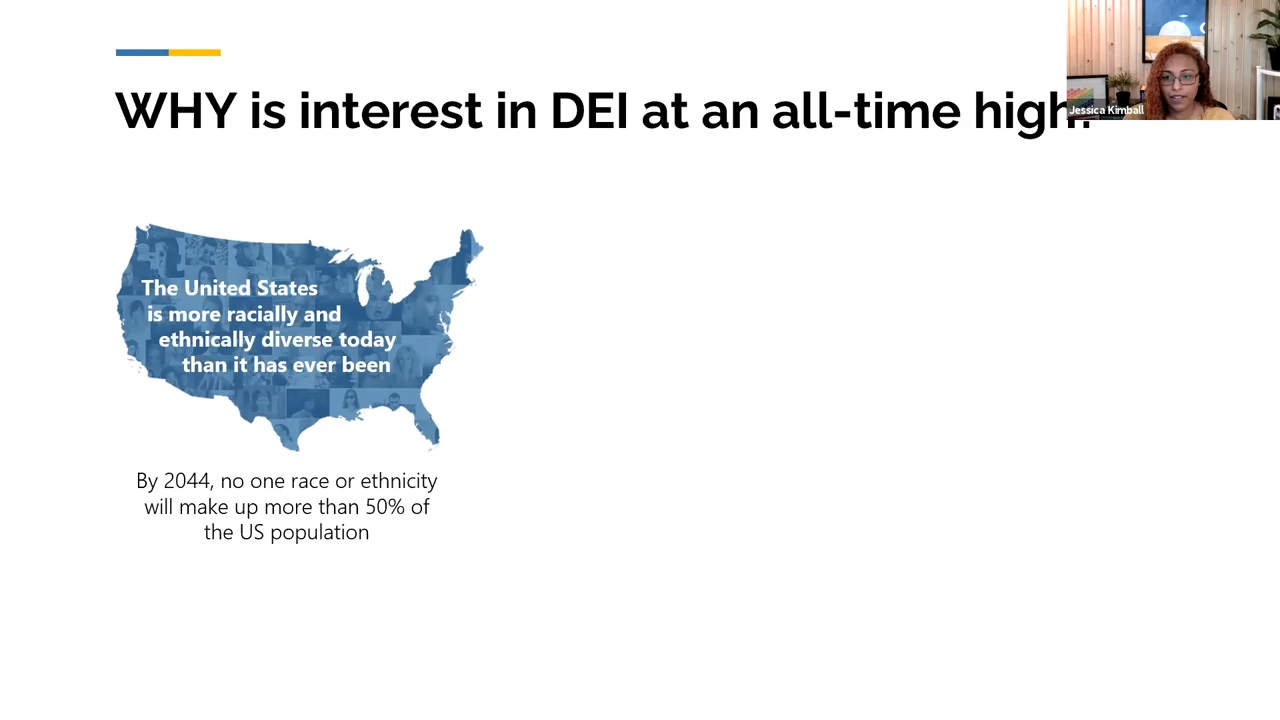 WHY is interest in DEI at an all-time high
Jessica Kimball
The United States
is more racially and
ethnically diverse today
than it has ever been
By 2044, no one race or ethnicity
will make up more than 50% of
the US population